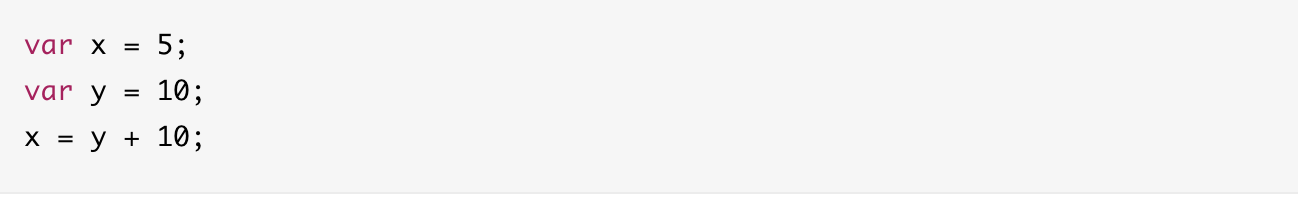 var x = 5;
var y = 10;
x = y + 10;